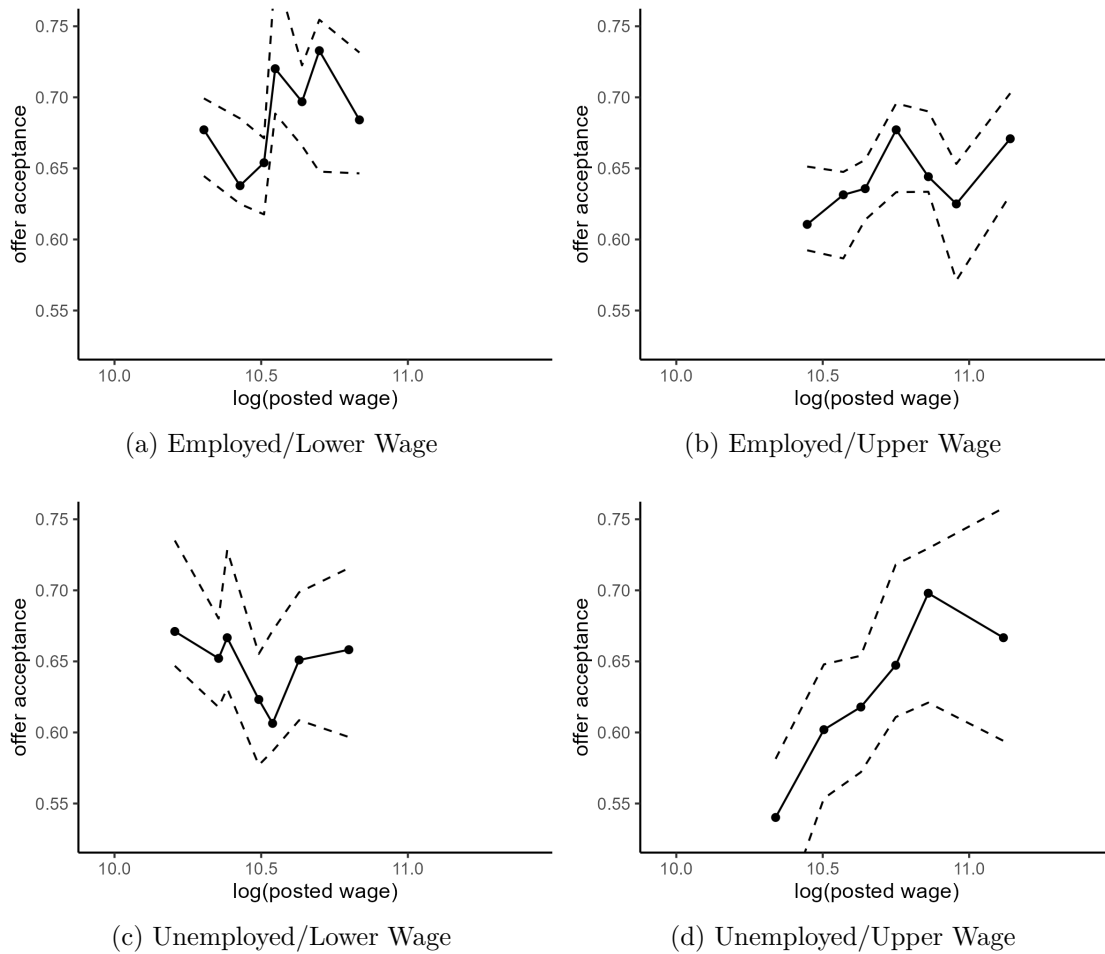 0.75
0.70
0.65
0.60
0.55
offer acceptance
10.0 10.5 11.0
log(posted wage)
(a) Employed/Lower Wage
0.75
0.70
0.65
0.60
0.55
offer acceptance
10.0 10.5 11.0
log(posted wage)
(b) Employed/Upper Wage
0.75
0.70
0.65
0.60
0.55
offer acceptance
10.0 10.5 11.0
log(posted wage)
(c) Unemployed/Lower Wage
0.75
0.70
0.65
0.60
0.55
offer acceptance
10.0 10.5 11.0
log(posted wage)
(d) Unemployed/Upper Wage